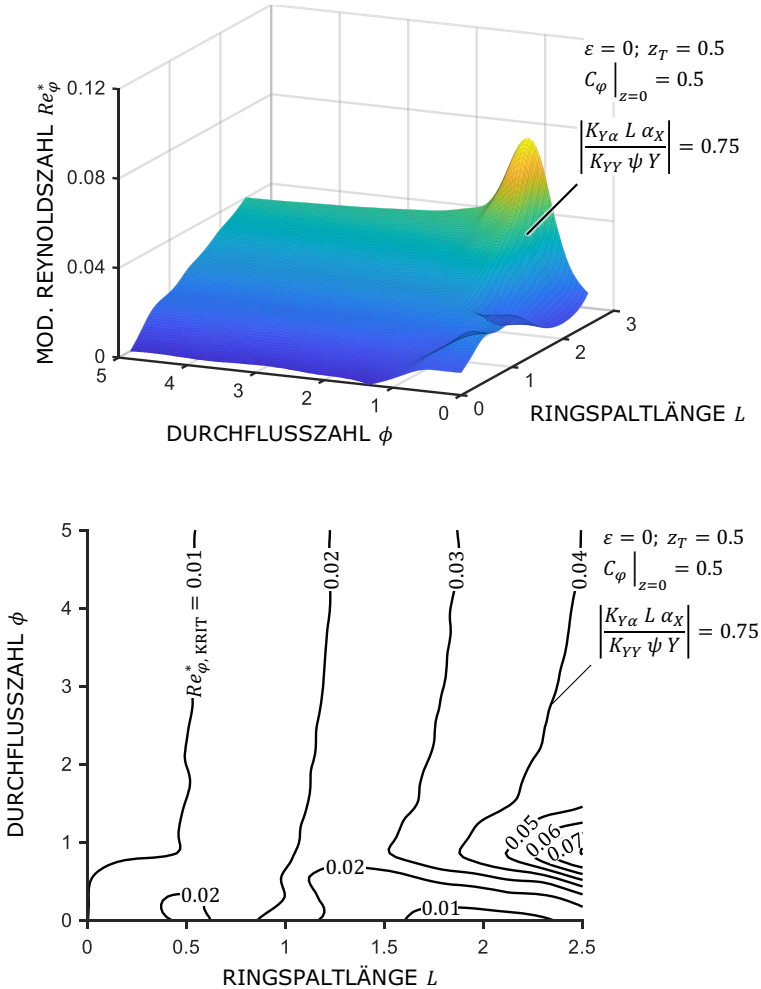 ε = 0; z_T = 0.5
C_φ |_{z=0} = 0.5
|K_{Yα} L α_X / K_{YY} ψ Y| = 0.75
MOD. REYNOLDSZAHL Re*_φ
0.12
0.08
0.04
0
5
4
3
2
1
0
0
1
2
3
DURCHFLUSSZAHL ϕ
RINGSPALTLÄNGE L
ε = 0; z_T = 0.5
C_φ |_{z=0} = 0.5
|K_{Yα} L α_X / K_{YY} ψ Y| = 0.75
DURCHFLUSSZAHL ϕ
5
4
3
2
1
0
Re*_{φ, KRIT} = 0.01
0.02
0.03
0.04
0.05
0.06
0.07
0.02
0.02
0.01
0
0.5
1
1.5
2
2.5
RINGSPALTLÄNGE L